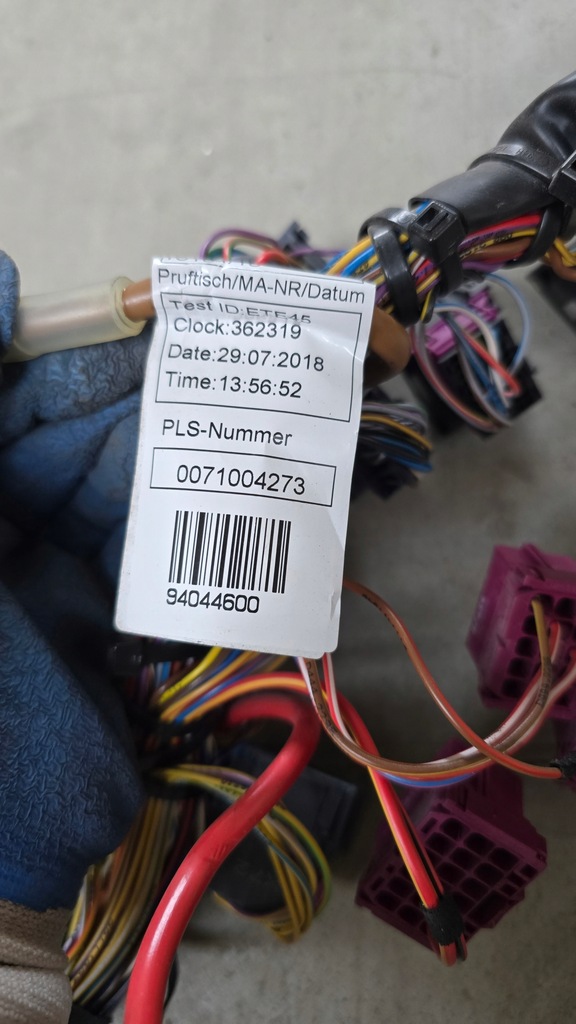 Pruftisch/MA-NR/Datum
Test ID:ETE45
Clock:362319
Date:29:07:2018
Time:13:56:52
PLS-Nummer
0071004273
94044600